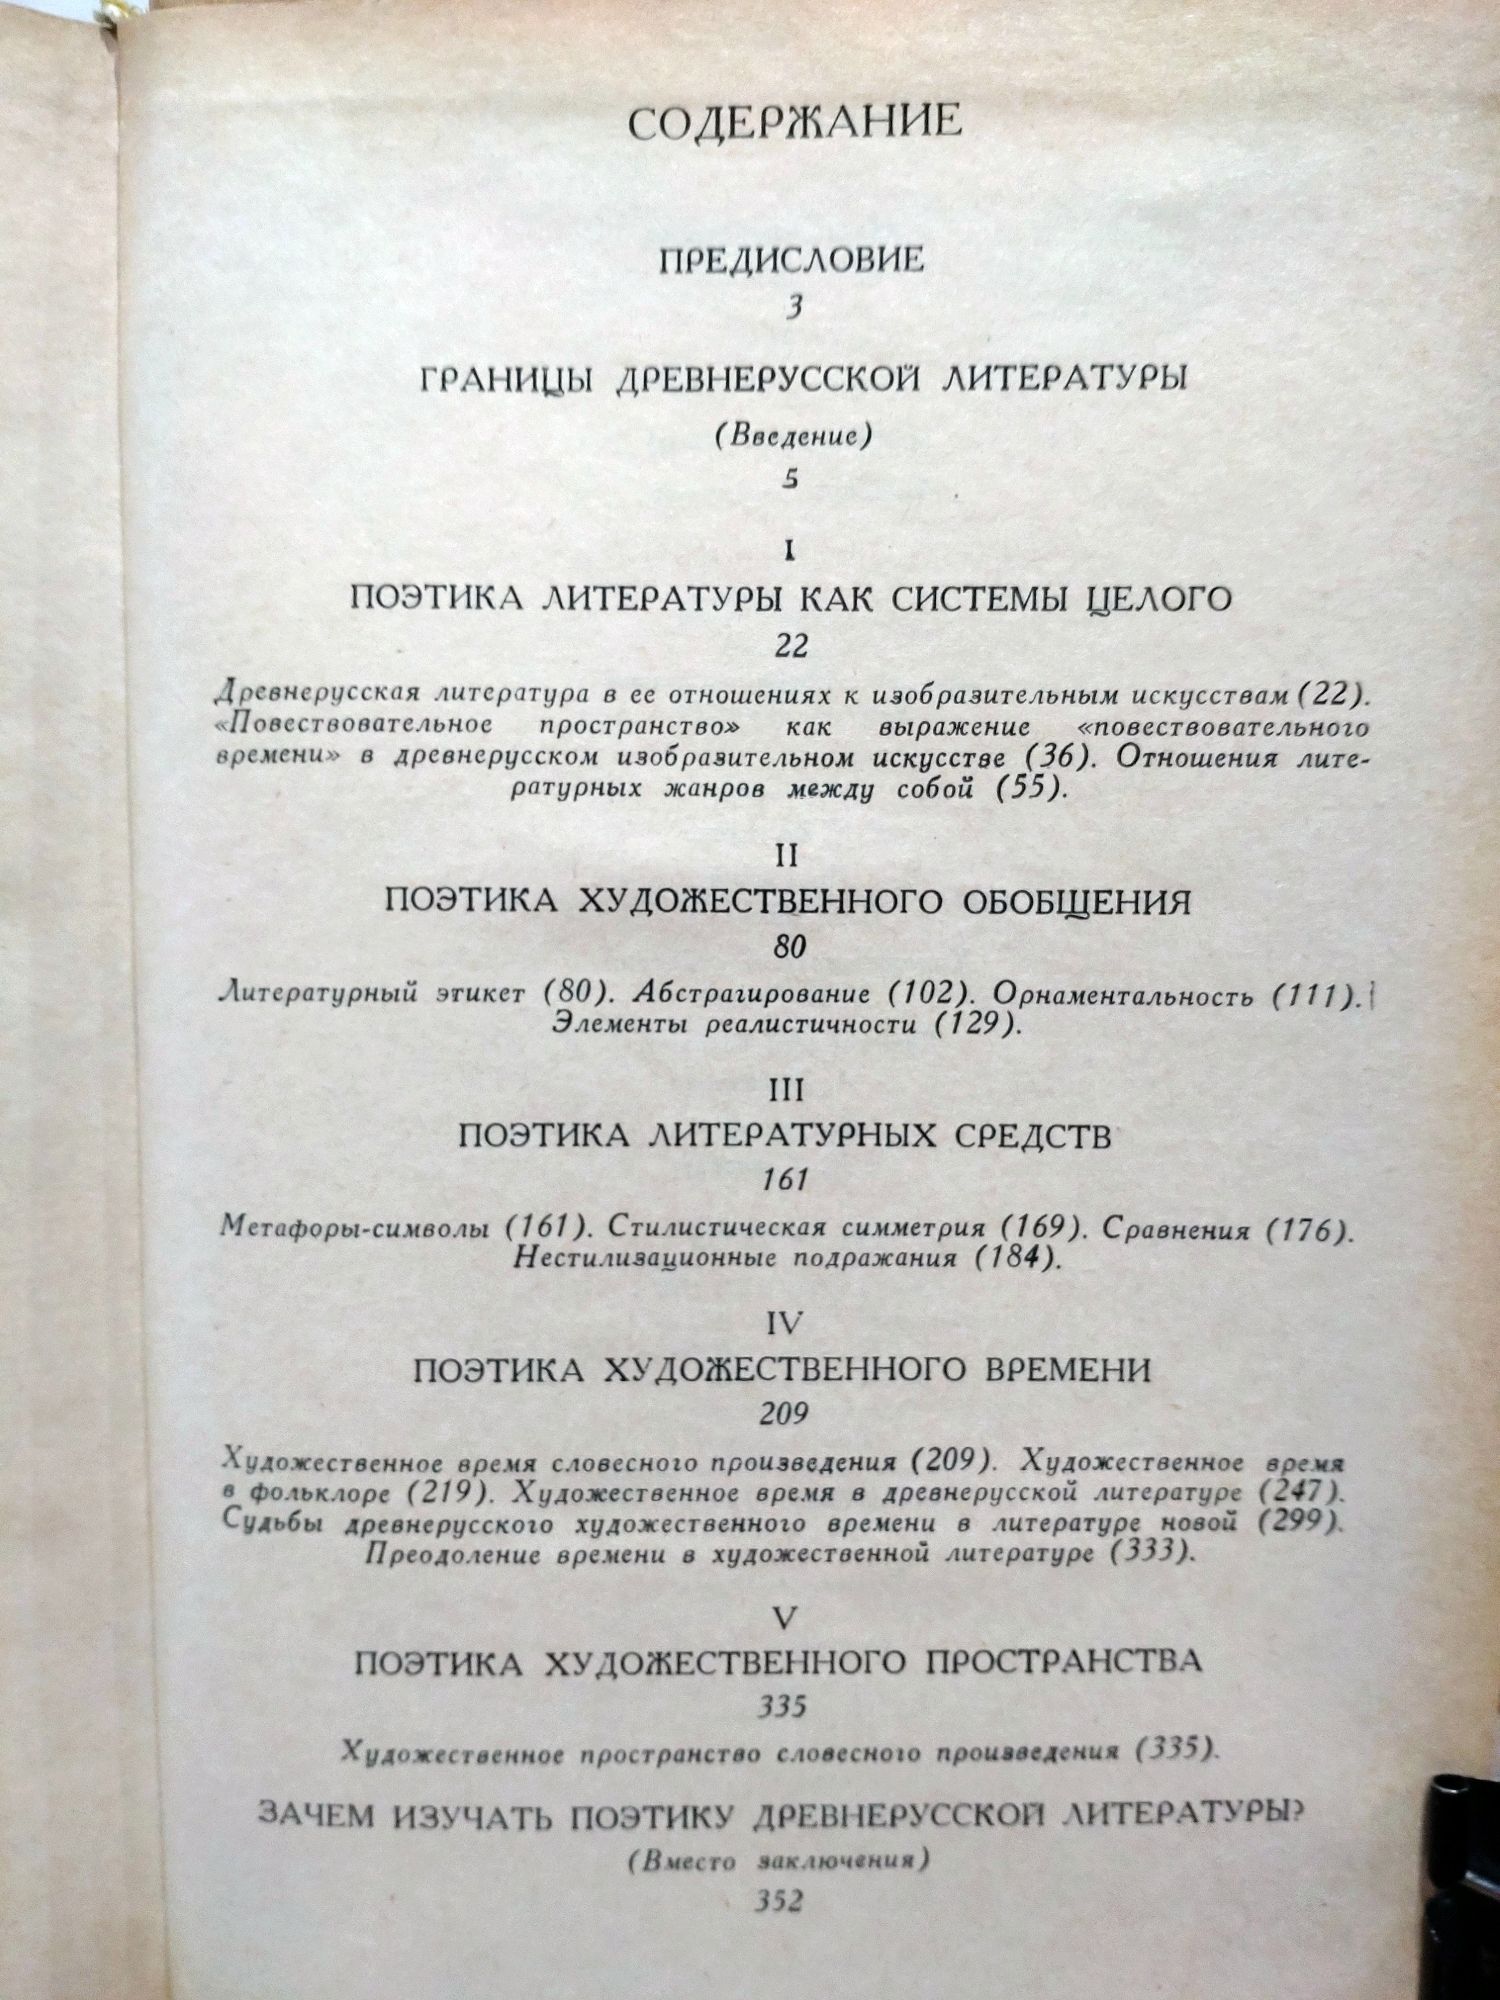 СОДЕРЖАНИЕ
ПРЕДИСЛОВИЕ
3
ГРАНИЦЫ ДРЕВНЕРУССКОЙ ЛИТЕРАТУРЫ
(Введение)
5
I
ПОЭТИКА ЛИТЕРАТУРЫ КАК СИСТЕМЫ ЦЕЛОГО
22
Древнерусская литература в ее отношениях к изобразительным искусствам (22).
«Повествовательное пространство» как выражение «повествовательного
времени» в древнерусском изобразительном искусстве (36). Отношения лите-
ратурных жанров между собой (55).
II
ПОЭТИКА ХУДОЖЕСТВЕННОГО ОБОБЩЕНИЯ
80
Литературный этикет (80). Абстрагирование (102). Орнаментальность (111).
Элементы реалистичности (129).
III
ПОЭТИКА ЛИТЕРАТУРНЫХ СРЕДСТВ
161
Метафоры-символы (161). Стилистическая симметрия (169). Сравнения (176).
Нестилизационные подражания (184).
IV
ПОЭТИКА ХУДОЖЕСТВЕННОГО ВРЕМЕНИ
209
Художественное время словесного произведения (209). Художественное время
в фольклоре (219). Художественное время в древнерусской литературе (247).
Судьбы древнерусского художественного времени в литературе новой (299).
Преодоление времени в художественной литературе (333).
V
ПОЭТИКА ХУДОЖЕСТВЕННОГО ПРОСТРАНСТВА
335
Художественное пространство словесного произведения (335).
ЗАЧЕМ ИЗУЧАТЬ ПОЭТИКУ ДРЕВНЕРУССКОЙ ЛИТЕРАТУРЫ?
(Вместо заключения)
352